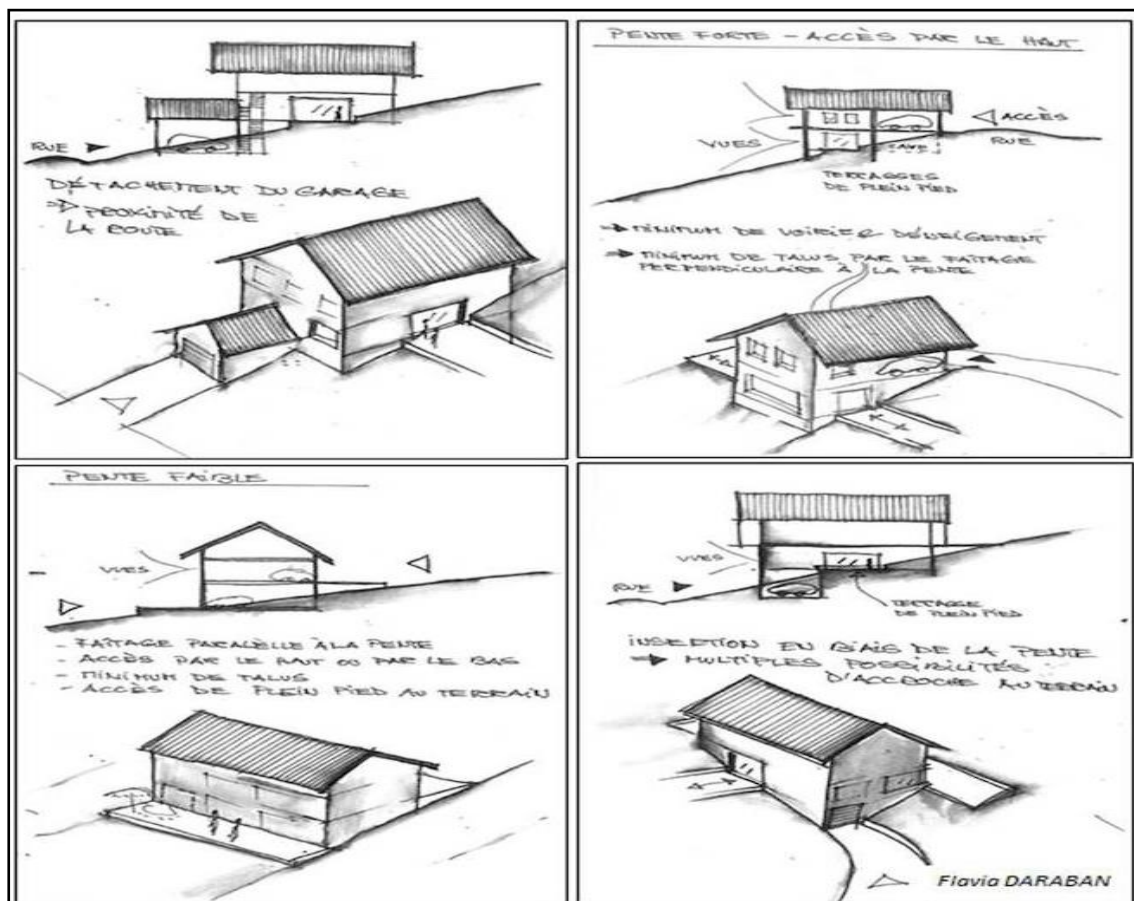 RUE
DÉTACHEMENT DU GARAGE
PROXIMITÉ DE
LA ROUTE
PENTE FORTE - ACCÈS PAR LE HAUT
ACCÈS
RUE
VUES
CAVE
TERRASSES
DE PLEIN PIED
MINIMUM DE VOIRIE & DÉNEIGEMENT
MINIMUM DE TALUS PAR LE FAÎTAGE
PERPENDICULAIRE À LA PENTE
PENTE FAIBLE
VUES
- FAÎTAGE PARALÈLLE À LA PENTE
- ACCÈS PAR LE HAUT OU PAR LE BAS
- MINIMUM DE TALUS
- ACCÈS DE PLEIN PIED AU TERRAIN
VUES
RUE
TERRASSE
DE PLEIN PIED
INSERTION EN BIAIS DE LA PENTE
MULTIPLES POSSIBILITÉS
D'ACCROCHE AU TERRAIN
Flavia DARABAN